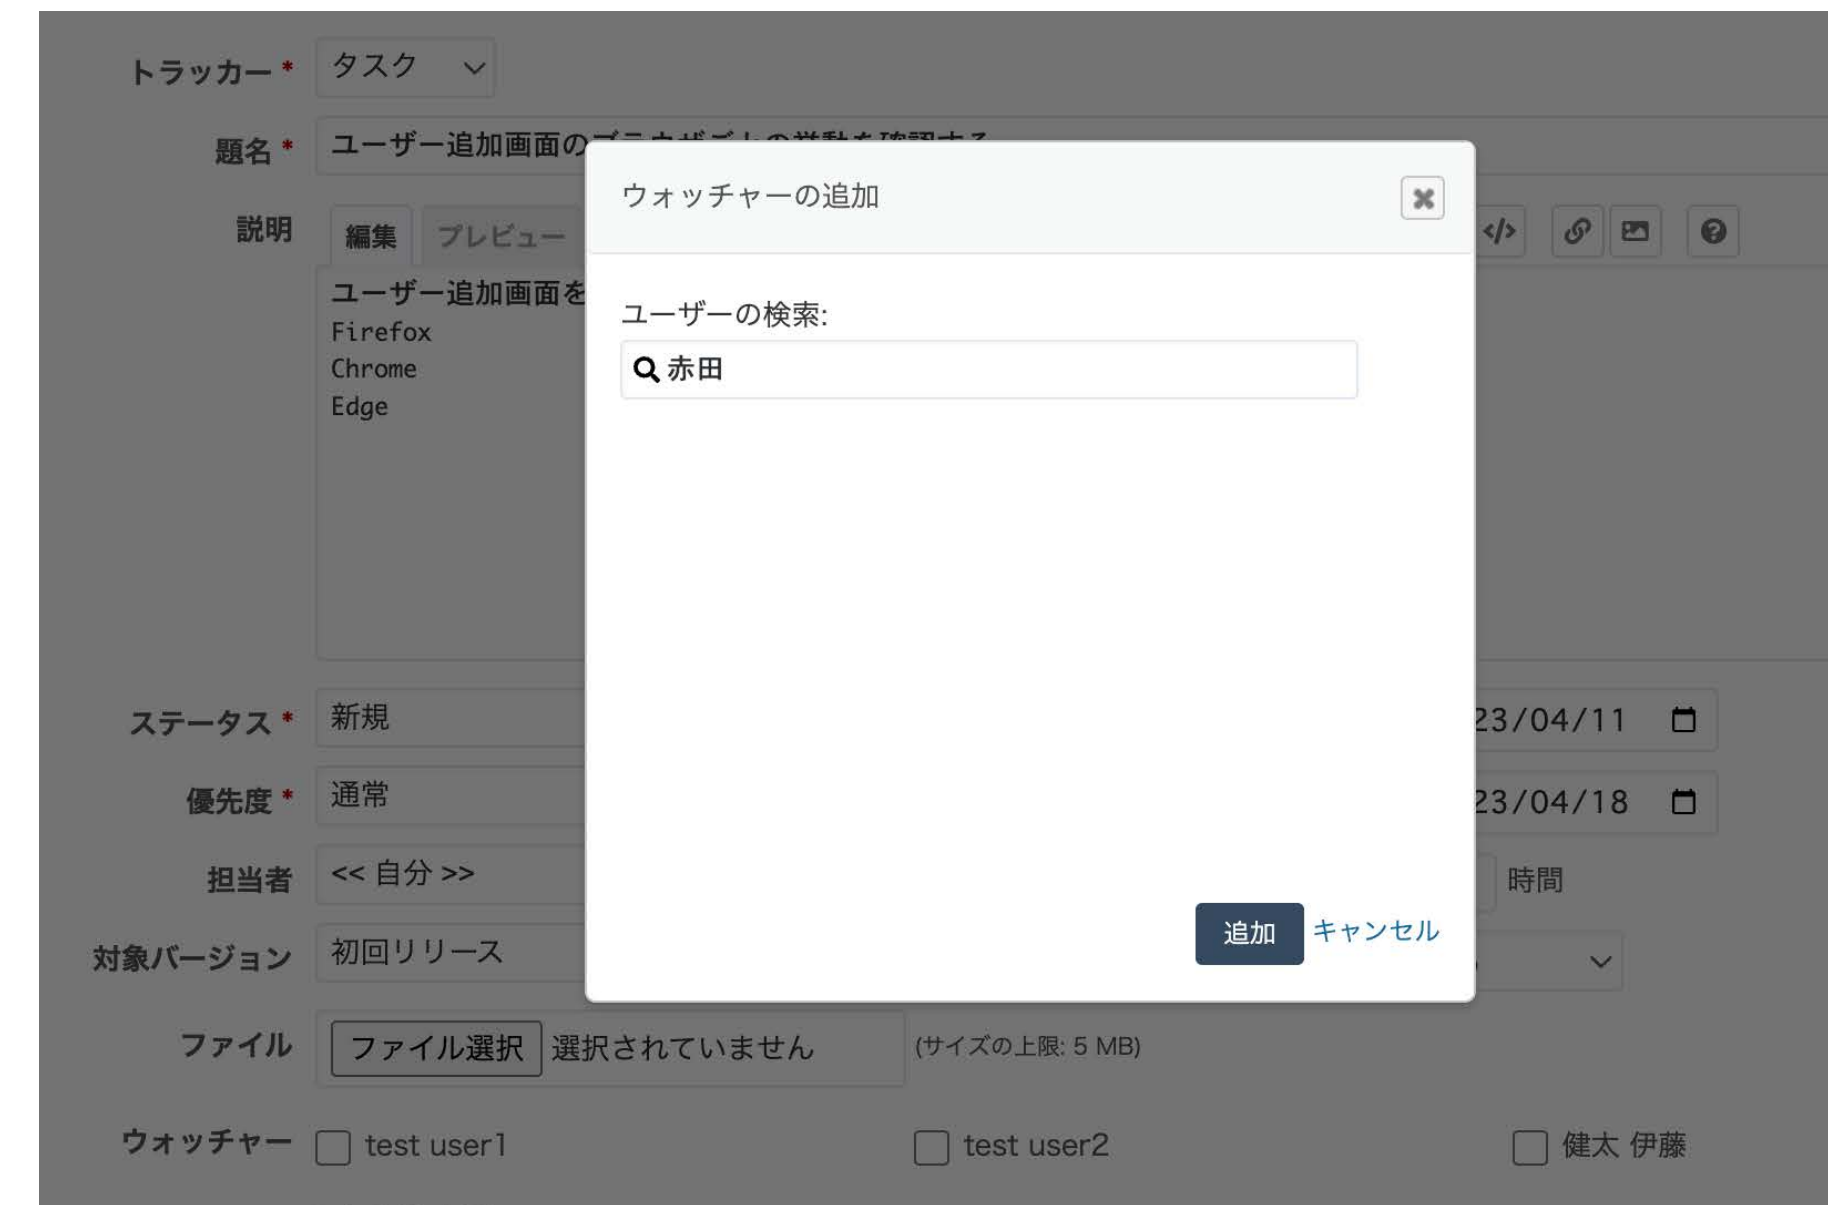 トラッカー * タスク
題名 * ユーザー追加画面の
ウォッチャーの追加
説明 編集 プレビュー
ユーザー追加画面を
Firefox
Chrome
Edge
ユーザーの検索:
赤田
ステータス * 新規 23/04/11
優先度 * 通常 23/04/18
担当者 << 自分 >> 時間
追加 キャンセル
対象バージョン 初回リリース
ファイル ファイル選択 選択されていません (サイズの上限: 5 MB)
ウォッチャー test user1 test user2 健太 伊藤